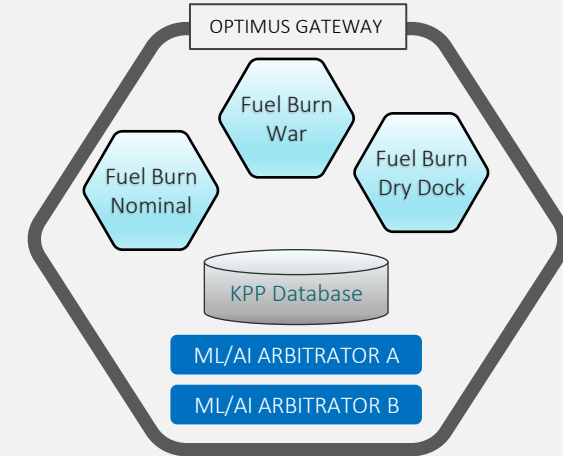 OPTIMUS GATEWAY
Fuel Burn
War
Fuel Burn
Dry Dock
Fuel Burn
Nominal
KPP Database
ML/AI ARBITRATOR A
ML/AI ARBITRATOR B